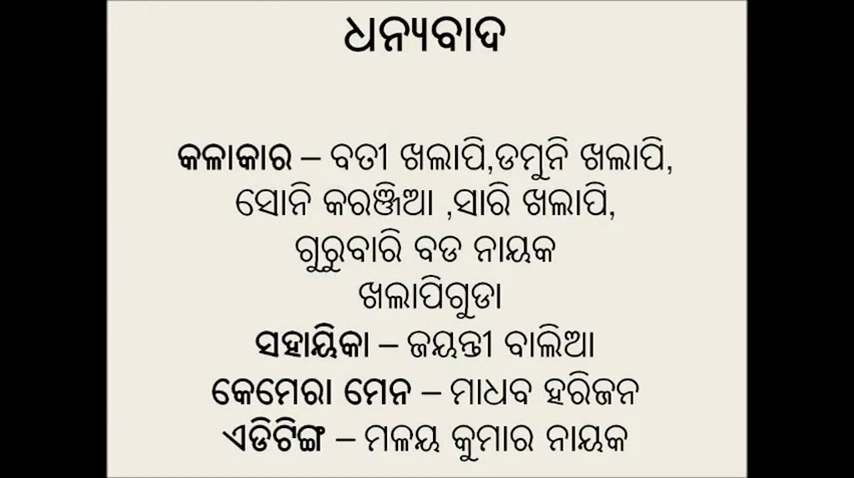 ଧନ୍ୟବାଦ
କଳାକାର – ବତୀ ଖଲାପି,ଡମୁନି ଖଲାପି,
ସୋନି କରଞ୍ଜିଆ ,ସାରି ଖଲାପି,
ଗୁରୁବାରି ବଡ ନାୟକ
ଖଲାପିଗୁଡା
ସହାୟିକା – ଜୟନ୍ତୀ ବାଲିଆ
କେମେରା ମେନ – ମାଧବ ହରିଜନ
ଏଡିଟିଙ୍ଗ – ମଳୟ କୁମାର ନାୟକ